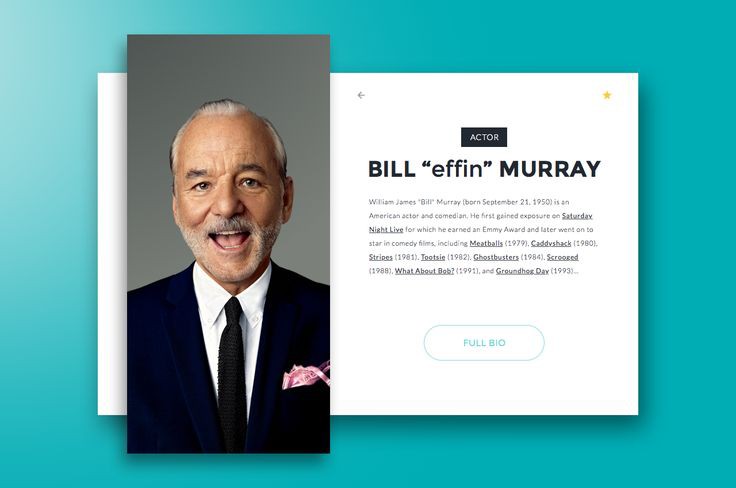 ACTOR
BILL “effin” MURRAY
William James "Bill" Murray (born September 21, 1950) is an
American actor and comedian. He first gained exposure on Saturday
Night Live for which he earned an Emmy Award and later went on to
star in comedy films, including Meatballs (1979), Caddyshack (1980),
Stripes (1981), Tootsie (1982), Ghostbusters (1984), Scrooged
(1988), What About Bob? (1991), and Groundhog Day (1993)...
FULL BIO